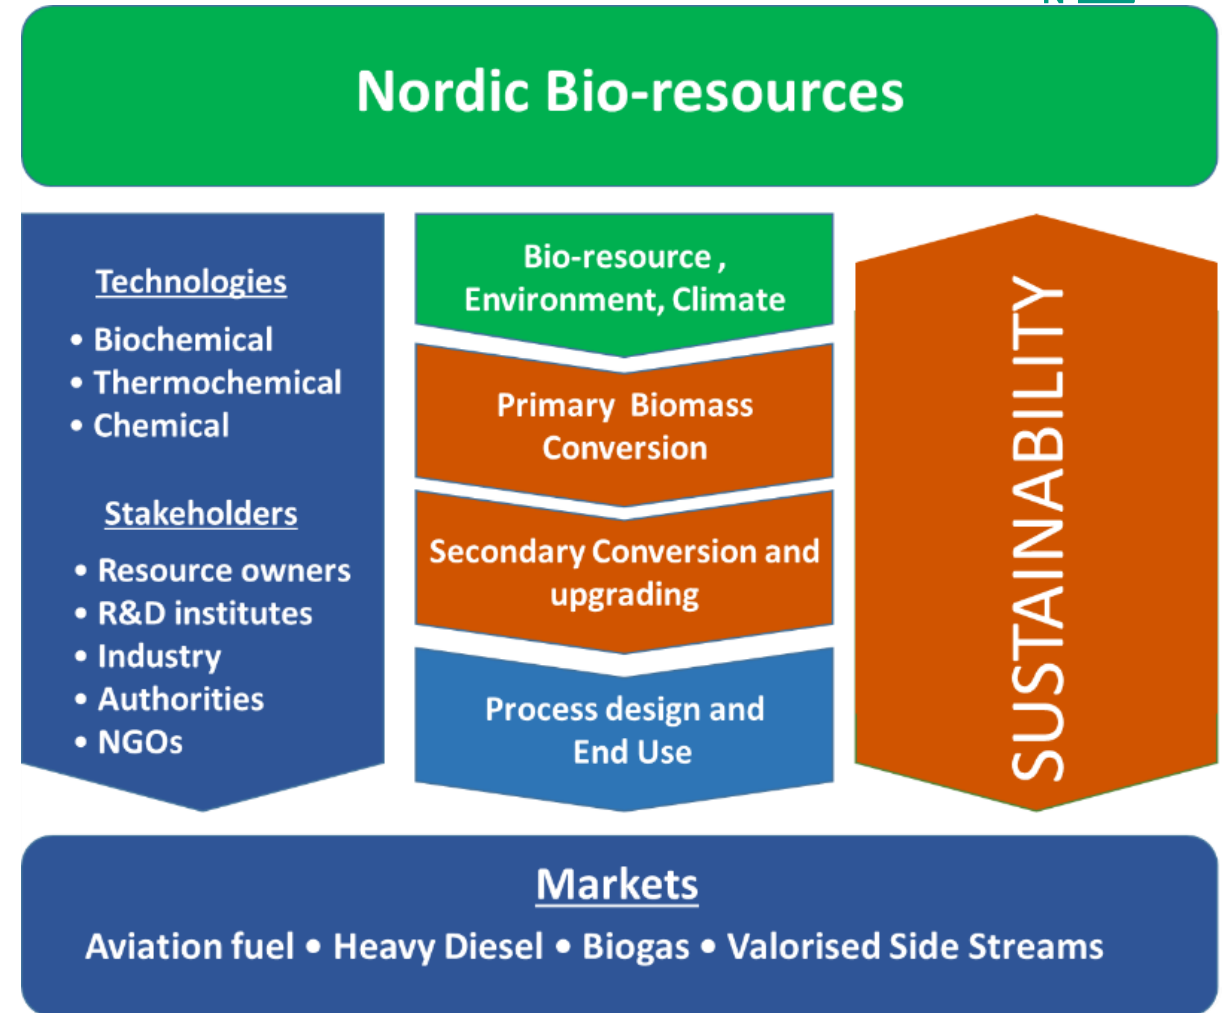 Nordic Bio-resources
Technologies
• Biochemical
• Thermochemical
• Chemical
Stakeholders
• Resource owners
• R&D institutes
• Industry
• Authorities
• NGOs
Bio-resource ,
Environment, Climate
Primary  Biomass
Conversion
Secondary Conversion and
upgrading
Process design and
End Use
SUSTAINABILITY
Markets
Aviation fuel • Heavy Diesel • Biogas • Valorised Side Streams